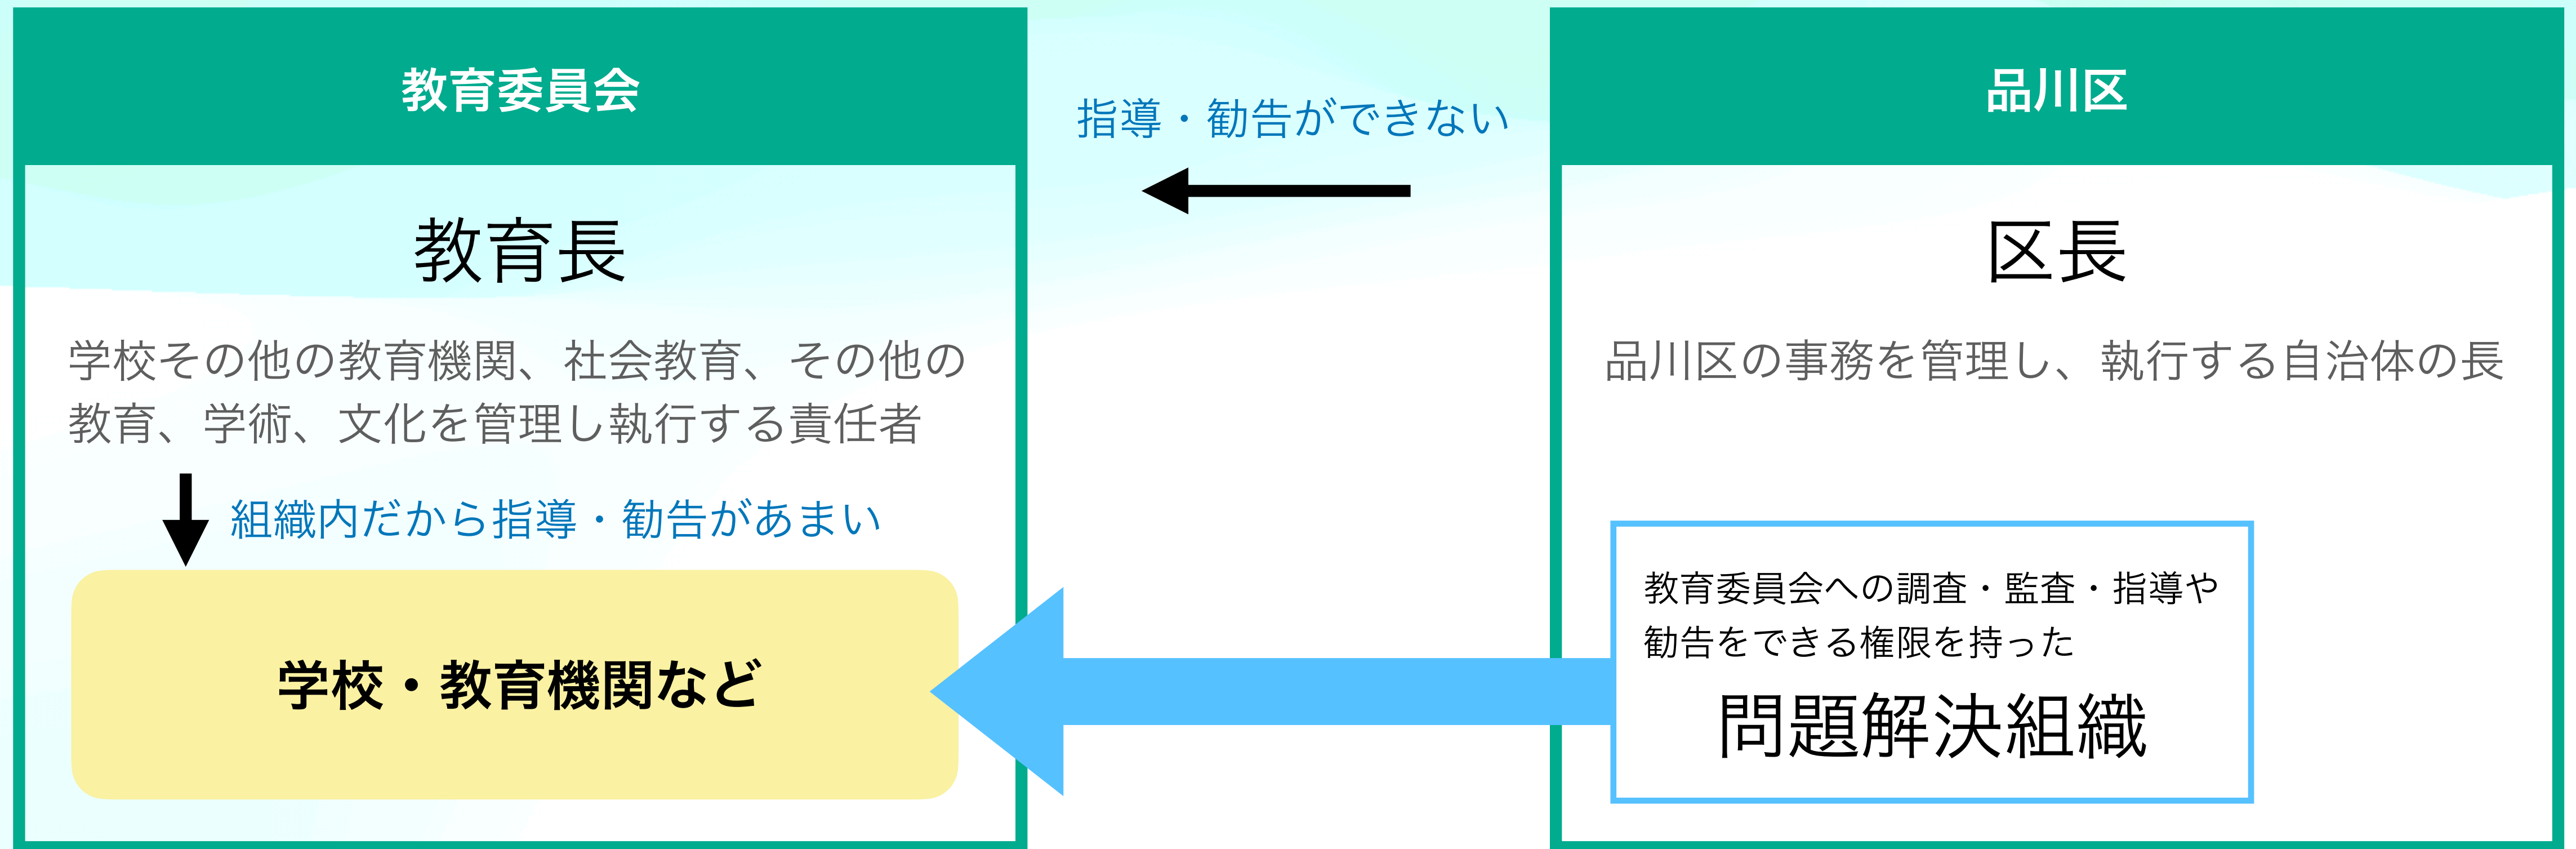 教育委員会
教育長
学校その他の教育機関、社会教育、その他の
教育、学術、文化を管理し執行する責任者
組織内だから指導・勧告があまい
学校・教育機関など
指導・勧告ができない
品川区
区長
品川区の事務を管理し、執行する自治体の長
教育委員会への調査・監査・指導や
勧告をできる権限を持った
問題解決組織